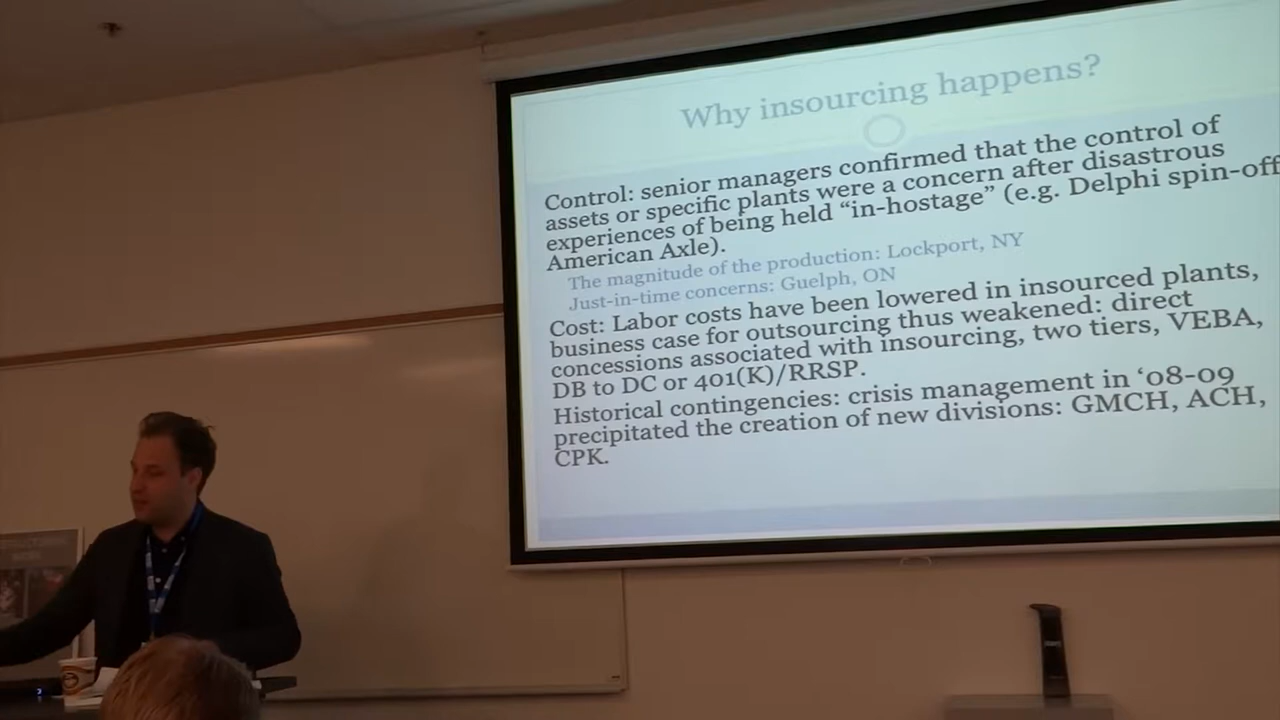 Why insourcing happens?
Control: senior managers confirmed that the control of
assets or specific plants were a concern after disastrous
experiences of being held “in-hostage” (e.g. Delphi spin-off
American Axle).
The magnitude of the production: Lockport, NY
Just-in-time concerns: Guelph, ON
Cost: Labor costs have been lowered in insourced plants,
business case for outsourcing thus weakened: direct
concessions associated with insourcing, two tiers, VEBA,
DB to DC or 401(K)/RRSP.
Historical contingencies: crisis management in ‘08-09
precipitated the creation of new divisions: GMCH, ACH,
CPK.